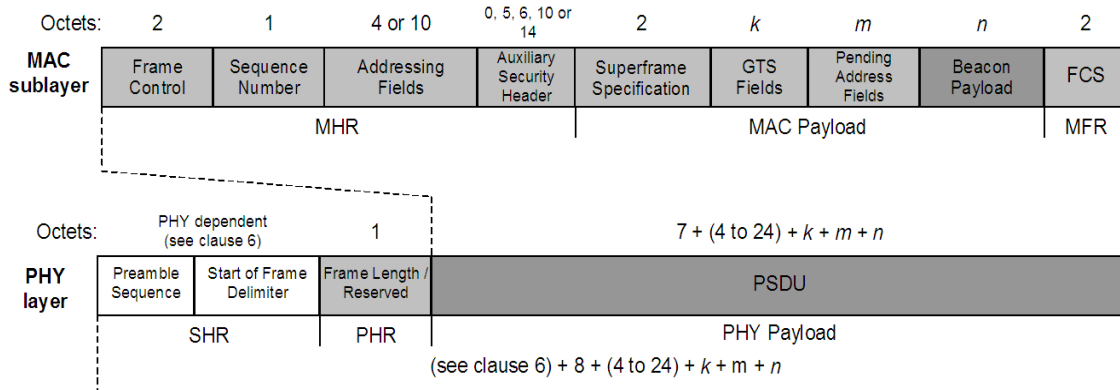 Octets: 2 1 4 or 10 0, 5, 6, 10 or 14 2 k m n 2
MAC sublayer
Frame Control
Sequence Number
Addressing Fields
Auxiliary Security Header
Superframe Specification
GTS Fields
Pending Address Fields
Beacon Payload
FCS
MHR MAC Payload MFR
Octets: PHY dependent (see clause 6) 1 7 + (4 to 24) + k + m + n
PHY layer
Preamble Sequence
Start of Frame Delimiter
Frame Length / Reserved
PSDU
SHR PHR PHY Payload
(see clause 6) + 8 + (4 to 24) + k + m + n